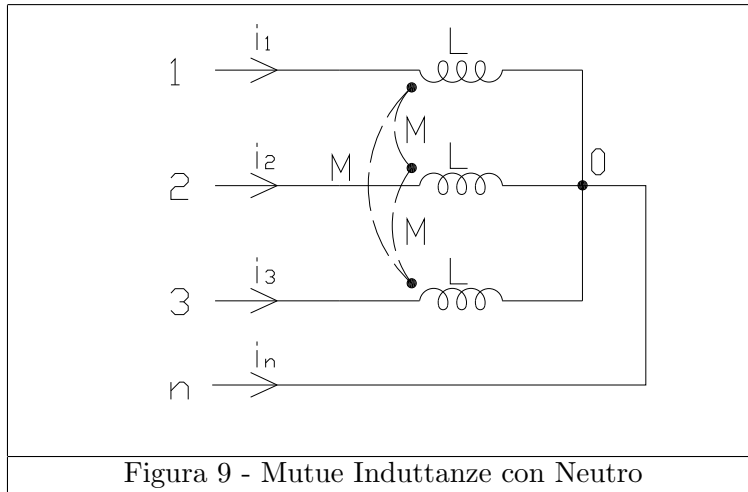 i1 L
1
M
i2 L 0
M
2
M
i3 L
3
in
n
Figura 9 - Mutue Induttanze con Neutro